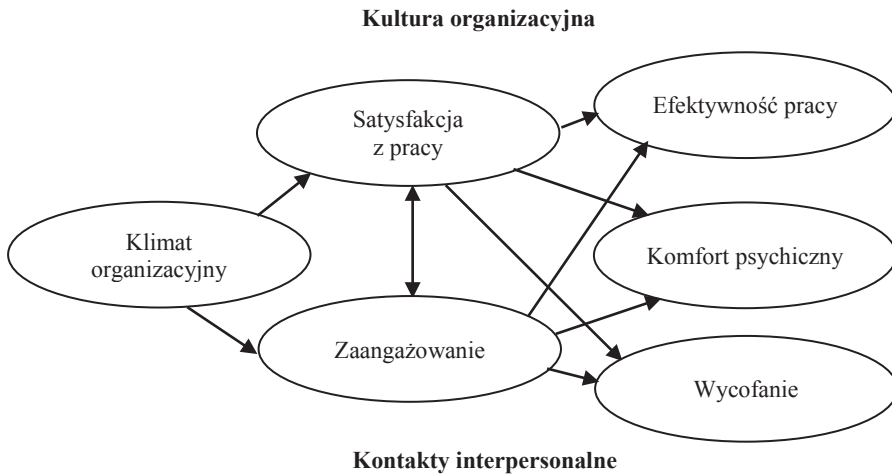 Kultura organizacyjna
Satysfakcja
z pracy
Efektywność pracy
Klimat
organizacyjny
Komfort psychiczny
Zaangażowanie
Wycofanie
Kontakty interpersonalne